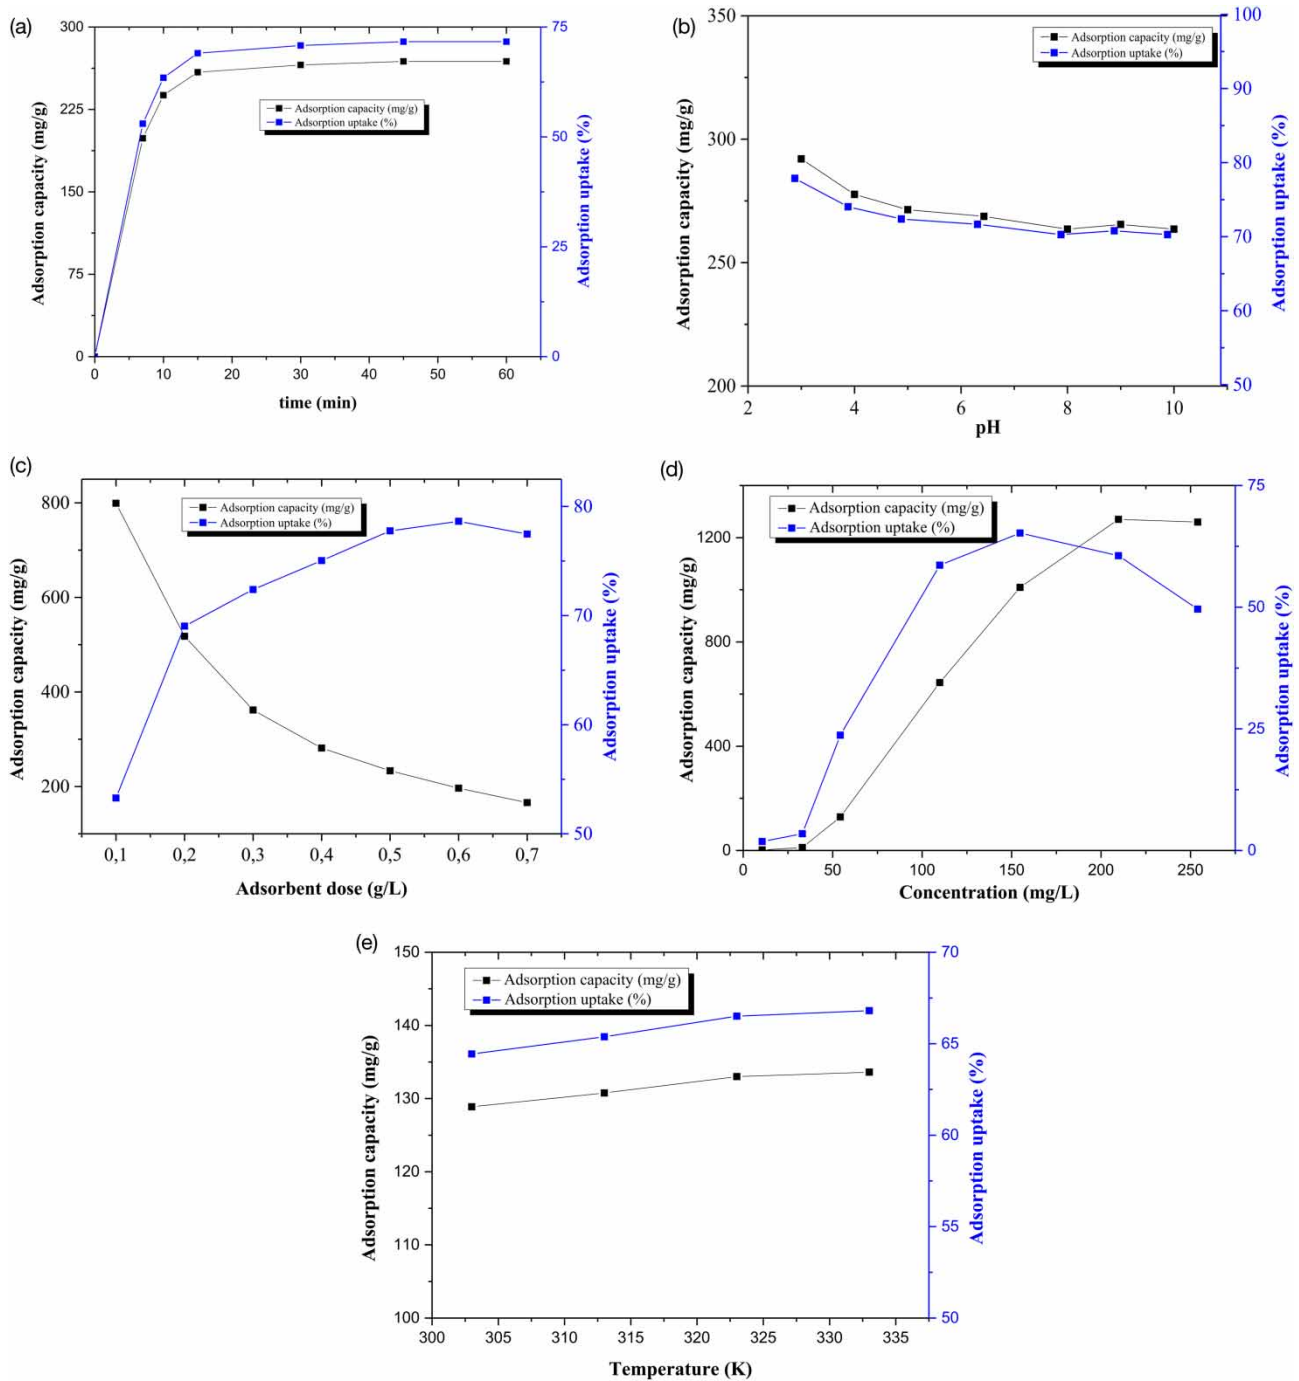 (a)
300
225
150
75
0
Adsorption capacity (mg/g)
Adsorption capacity (mg/g)
Adsorption uptake (%)
75
50
25
0
Adsorption uptake (%)
0 10 20 30 40 50 60
time (min)
(b)
350
300
250
200
Adsorption capacity (mg/g)
Adsorption capacity (mg/g)
Adsorption uptake (%)
100
90
80
70
60
50
Adsorption uptake (%)
2 4 6 8 10
pH
(c)
800
600
400
200
Adsorption capacity (mg/g)
Adsorption capacity (mg/g)
Adsorption uptake (%)
80
70
60
50
Adsorption uptake (%)
0,1 0,2 0,3 0,4 0,5 0,6 0,7
Adsorbent dose (g/L)
(d)
1200
800
400
0
Adsorption capacity (mg/g)
Adsorption capacity (mg/g)
Adsorption uptake (%)
75
50
25
0
Adsorption uptake (%)
0 50 100 150 200 250
Concentration (mg/L)
(e)
150
140
130
120
110
100
Adsorption capacity (mg/g)
Adsorption capacity (mg/g)
Adsorption uptake (%)
70
65
60
55
50
Adsorption uptake (%)
300 305 310 315 320 325 330 335
Temperature (K)